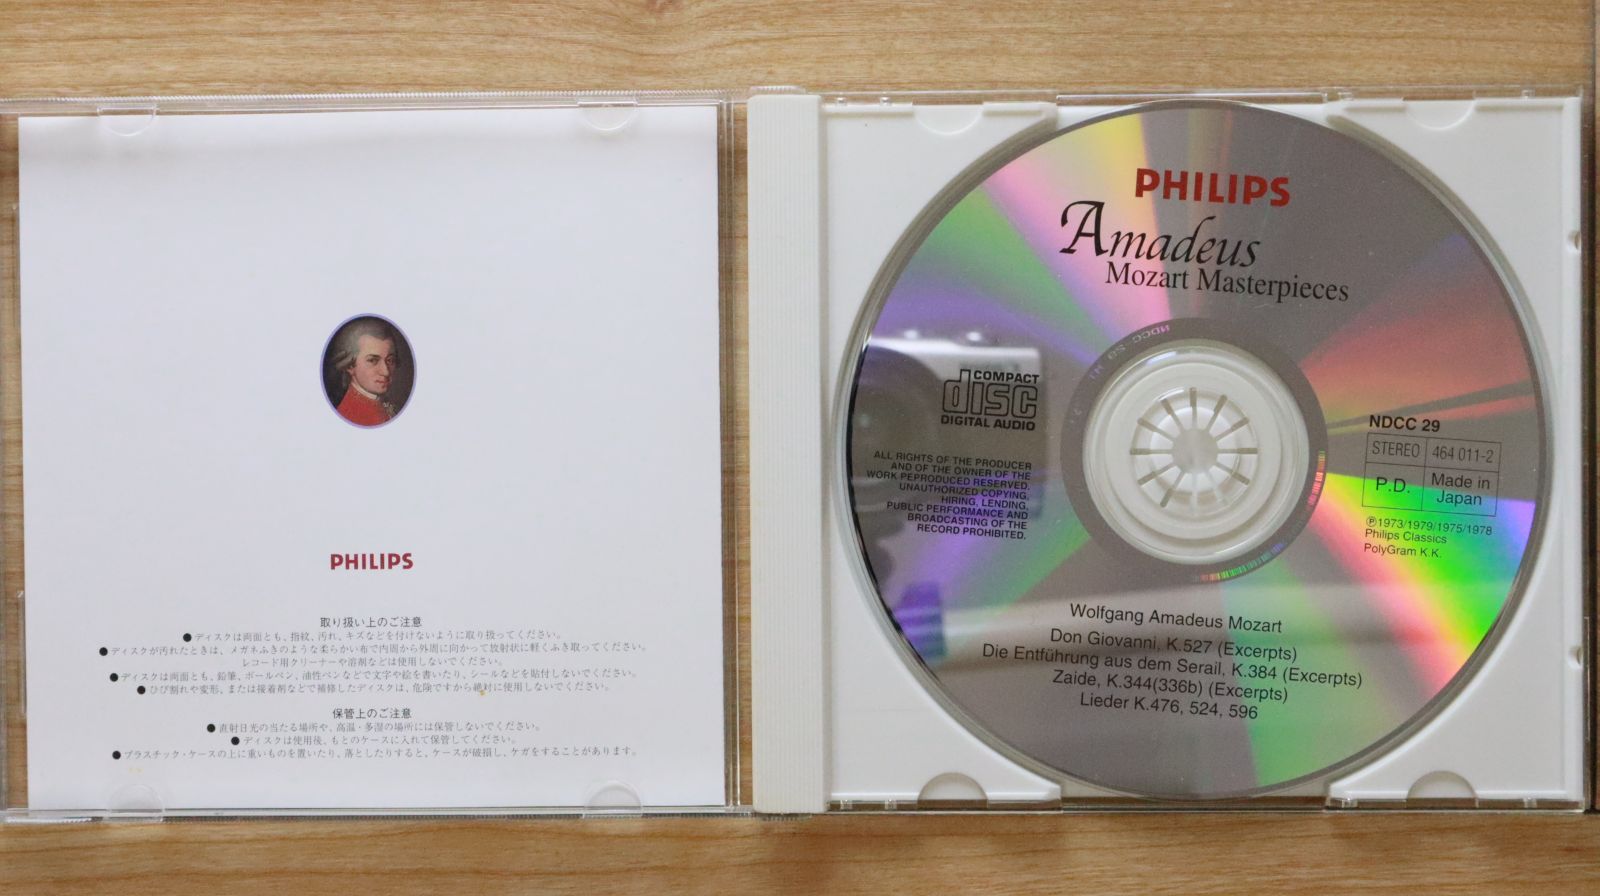 PHILIPS
取り扱い上のご注意
●ディスクは両面とも、指紋、汚れ、キズなどを付けないように取り扱ってください。
●ディスクが汚れたときは、メガネふきのような柔らかい布で内周から外周に向かって放射状に軽くふき取ってください。
レコード用クリーナーや溶剤などは使用しないでください。
●ディスクは両面とも、鉛筆、ボールペン、油性ペンなどで文字や絵を書いたり、シールなどを貼付しないでください。
●ひび割れや変形、または接着剤などで補修したディスクは、危険ですから絶対に使用しないでください。
保管上のご注意
●直射日光の当たる場所や、高温・多湿の場所には保管しないでください。
●ディスクは使用後、もとのケースに入れて保管してください。
●プラスチック・ケースの上に重いものを置いたり、落としたりすると、ケースが破損し、ケガをすることがあります。
PHILIPS
Amadeus
Mozart Masterpieces
COMPACT
disc
DIGITAL AUDIO
ALL RIGHTS OF THE PRODUCER
AND OF THE OWNER OF THE
WORK PEPRODUCED RESERVED.
UNAUTHORIZED COPYING,
HIRING, LENDING,
PUBLIC PERFORMANCE AND
BROADCASTING OF THE
RECORD PROHIBITED.
NDCC 29
STEREO 464 011-2
P.D. Made in
Japan
Ⓟ1973/1979/1975/1978
Philips Classics
PolyGram K.K.
Wolfgang Amadeus Mozart
Don Giovanni, K.527 (Excerpts)
Die Entführung aus dem Serail, K.384 (Excerpts)
Zaide, K.344(336b) (Excerpts)
Lieder K.476, 524, 596